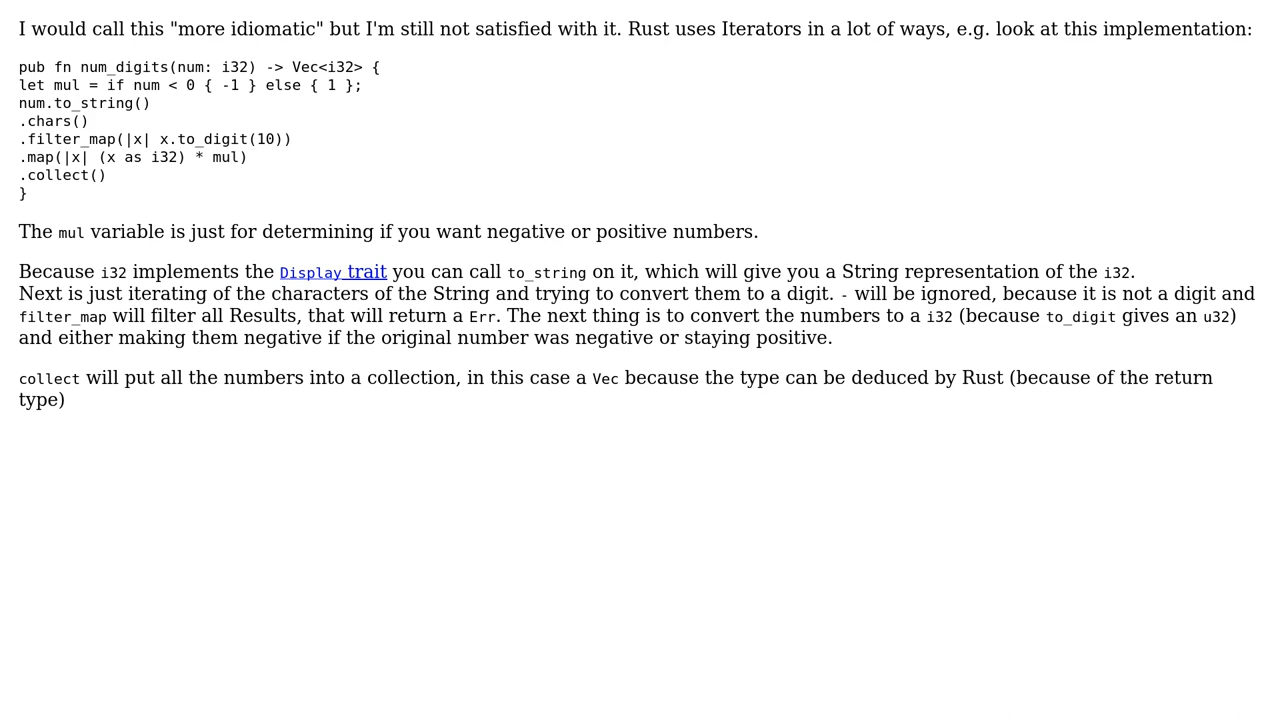 I would call this "more idiomatic" but I'm still not satisfied with it. Rust uses Iterators in a lot of ways, e.g. look at this implementation:
pub fn num_digits(num: i32) -> Vec<i32> {
let mul = if num < 0 { -1 } else { 1 };
num.to_string()
.chars()
.filter_map(|x| x.to_digit(10))
.map(|x| (x as i32) * mul)
.collect()
}
The mul variable is just for determining if you want negative or positive numbers.
Because i32 implements the Display trait you can call to_string on it, which will give you a String representation of the i32.
Next is just iterating of the characters of the String and trying to convert them to a digit. - will be ignored, because it is not a digit and
filter_map will filter all Results, that will return a Err. The next thing is to convert the numbers to a i32 (because to_digit gives an u32)
and either making them negative if the original number was negative or staying positive.
collect will put all the numbers into a collection, in this case a Vec because the type can be deduced by Rust (because of the return
type)